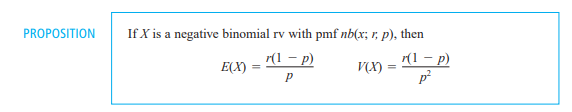 PROPOSITION If X is a negative binomial rv with pmf nb(x; r, p), then
E(X) = r(1 − p)/p V(X) = r(1 − p)/p²